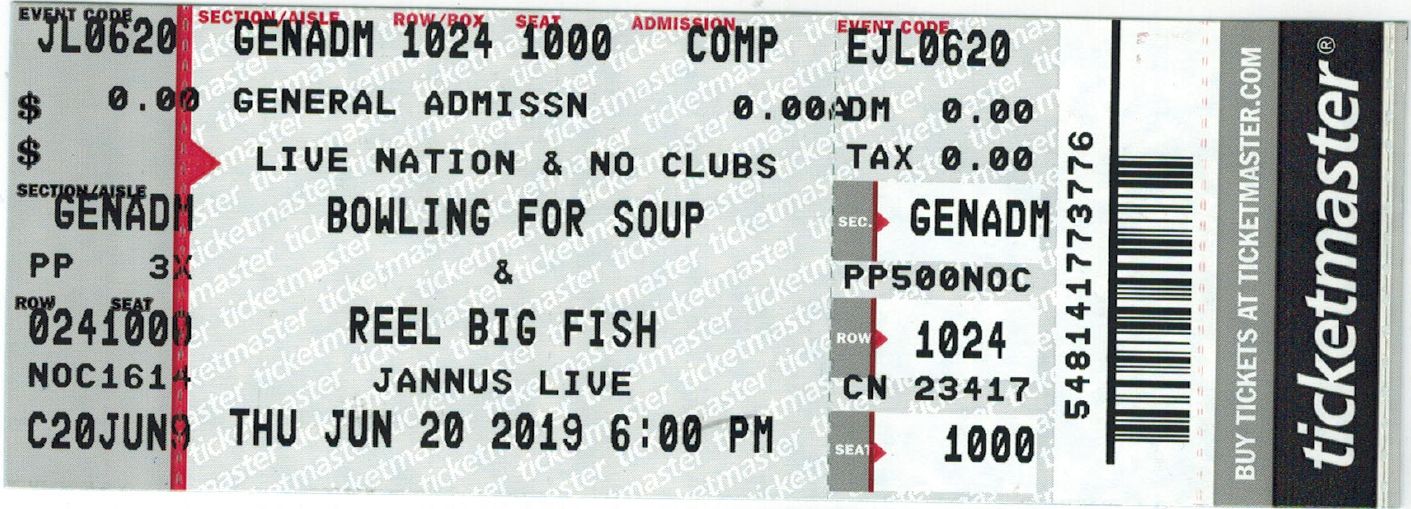 EVENT CODE
JL0620
$ 0.00
$
SECTION/AISLE
GENADM
PP 3X
ROW SEAT
0241000
NOC1614
C20JUN9
SECTION/AISLE ROW/BOX SEAT ADMISSION
GENADM 1024 1000 COMP
GENERAL ADMISSN 0.00
LIVE NATION & NO CLUBS
BOWLING FOR SOUP
&
REEL BIG FISH
JANNUS LIVE
THU JUN 20 2019 6:00 PM
EVENT CODE
EJL0620
ADM 0.00
TAX 0.00
SEC. GENADM
PP500NOC
ROW 1024
CN 23417
SEAT 1000
548141773776
BUY TICKETS AT TICKETMASTER.COM
ticketmaster®